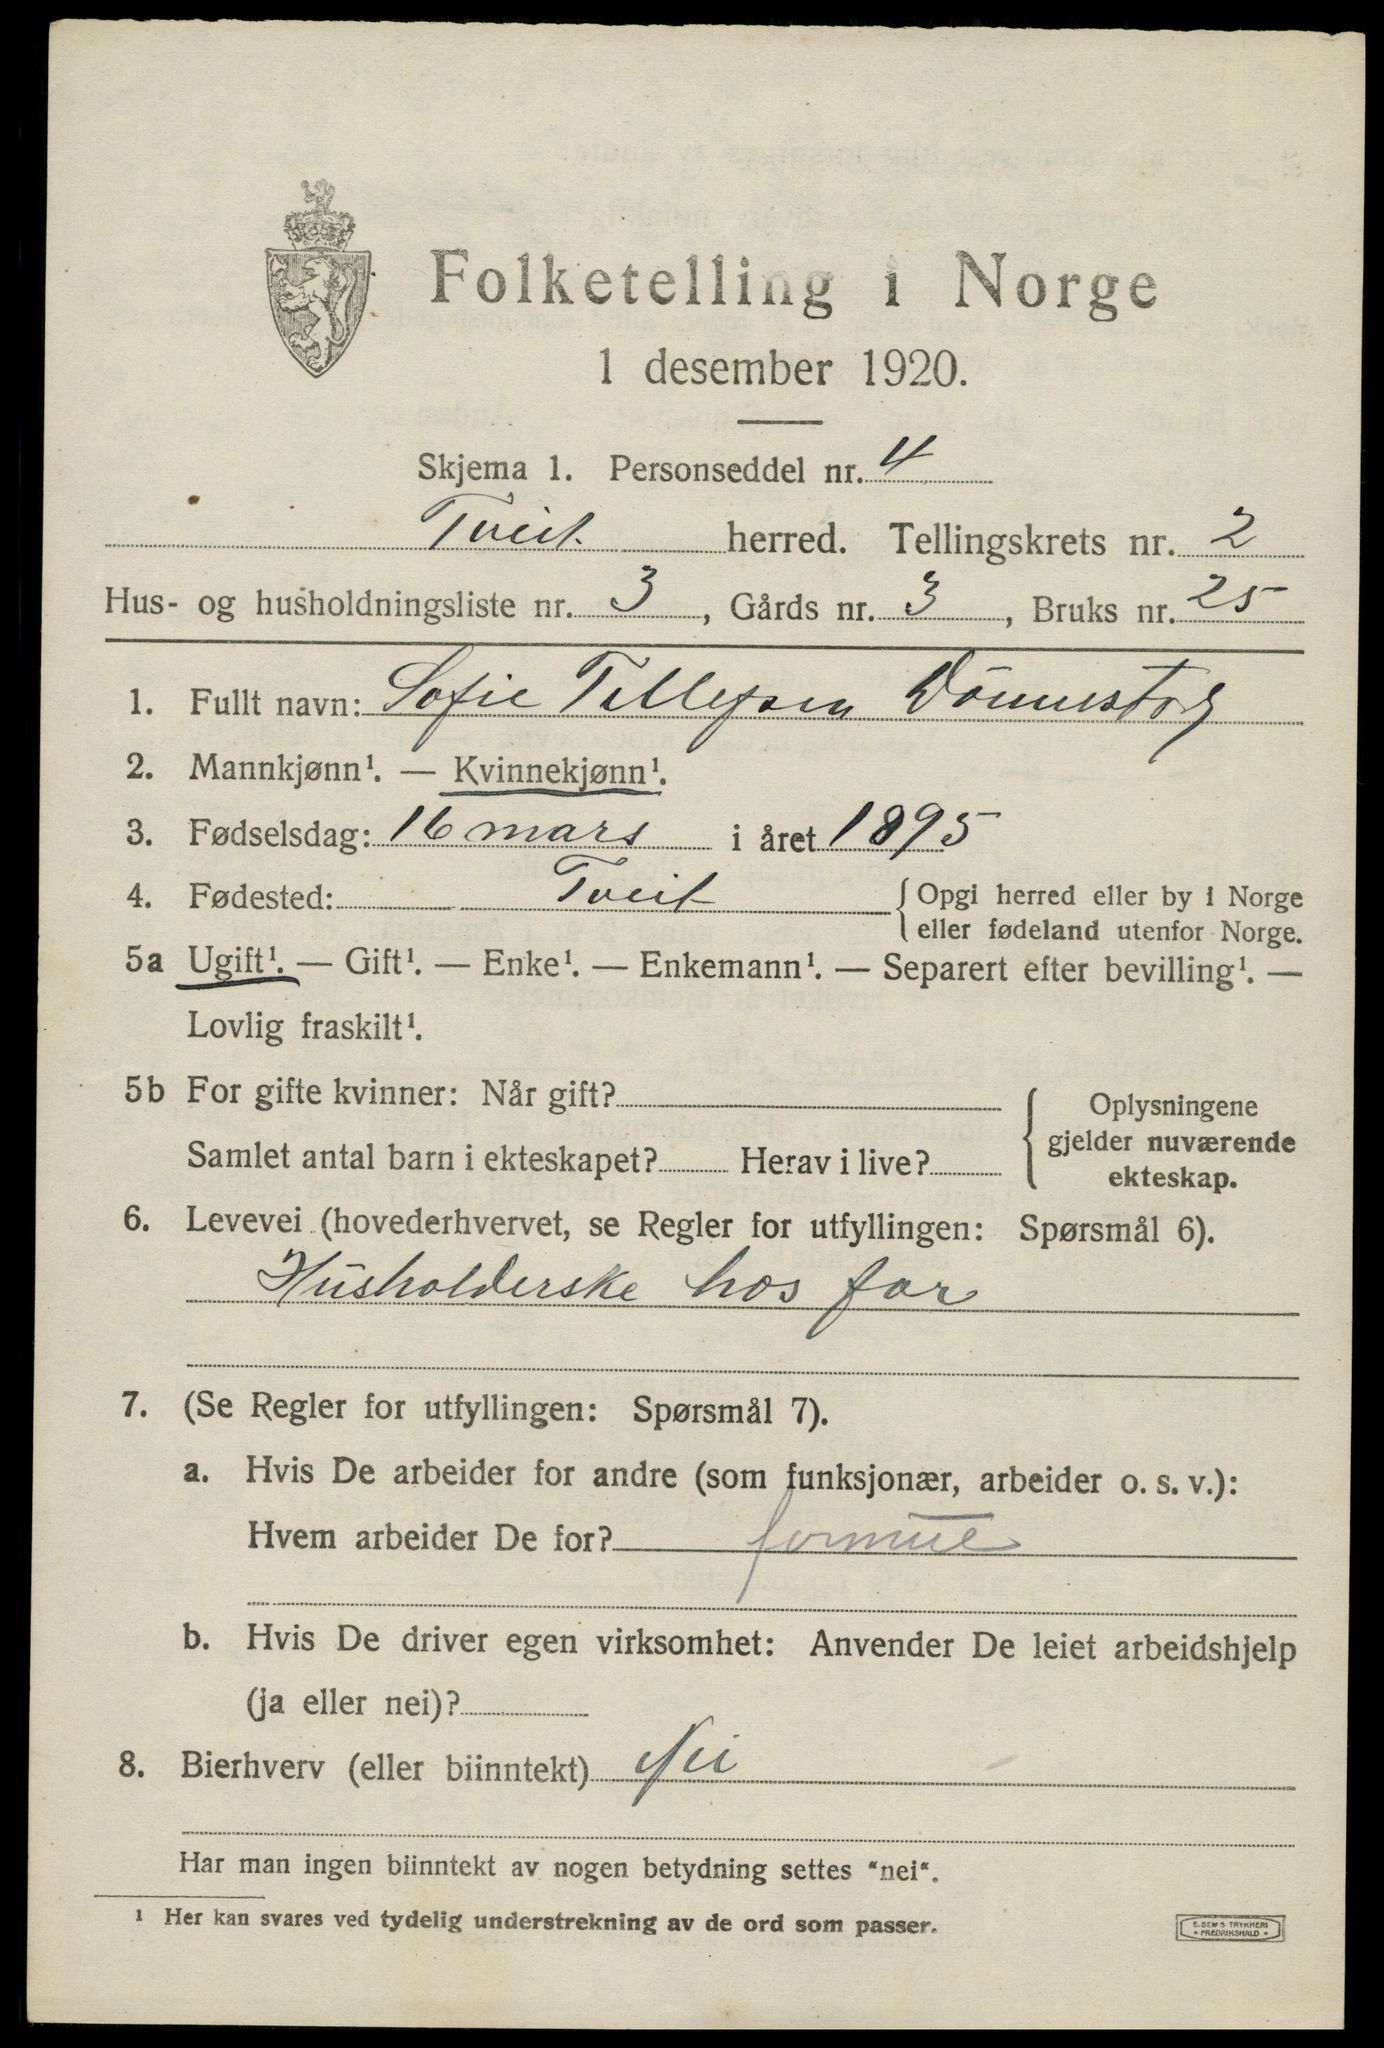 Folketelling i Norge
1 desember 1920.
Skjema 1. Personseddel nr. 4
Tveit herred. Tellingskrets nr. 2
Hus- og husholdningsliste nr. 3, Gårds nr. 3, Bruks nr. 25
1. Fullt navn: Sofie Tellefsen Dönnestog
2. Mannkjønn¹. — Kvinnekjønn¹.
3. Fødselsdag: 16 mars i året 1895
4. Fødested: Tveit { Opgi herred eller by i Norge
eller fødeland utenfor Norge.
5a Ugift¹. — Gift¹. — Enke¹. — Enkemann¹. — Separert efter bevilling¹. —
Lovlig fraskilt¹.
5b For gifte kvinner: Når gift?
Samlet antal barn i ekteskapet? Herav i live?
{ Oplysningene
gjelder nuværende
ekteskap.
6. Levevei (hovederhvervet, se Regler for utfyllingen: Spørsmål 6).
Husholderske hos far
7. (Se Regler for utfyllingen: Spørsmål 7).
a. Hvis De arbeider for andre (som funksjonær, arbeider o. s. v.):
Hvem arbeider De for? formue
b. Hvis De driver egen virksomhet: Anvender De leiet arbeidshjelp
(ja eller nei)?
8. Bierhverv (eller biinntekt) Nei
Har man ingen biinntekt av nogen betydning settes "nei".
1 Her kan svares ved tydelig understrekning av de ord som passer.
E. SEM'S TRYKKERI
• FREDRIKSHALD •